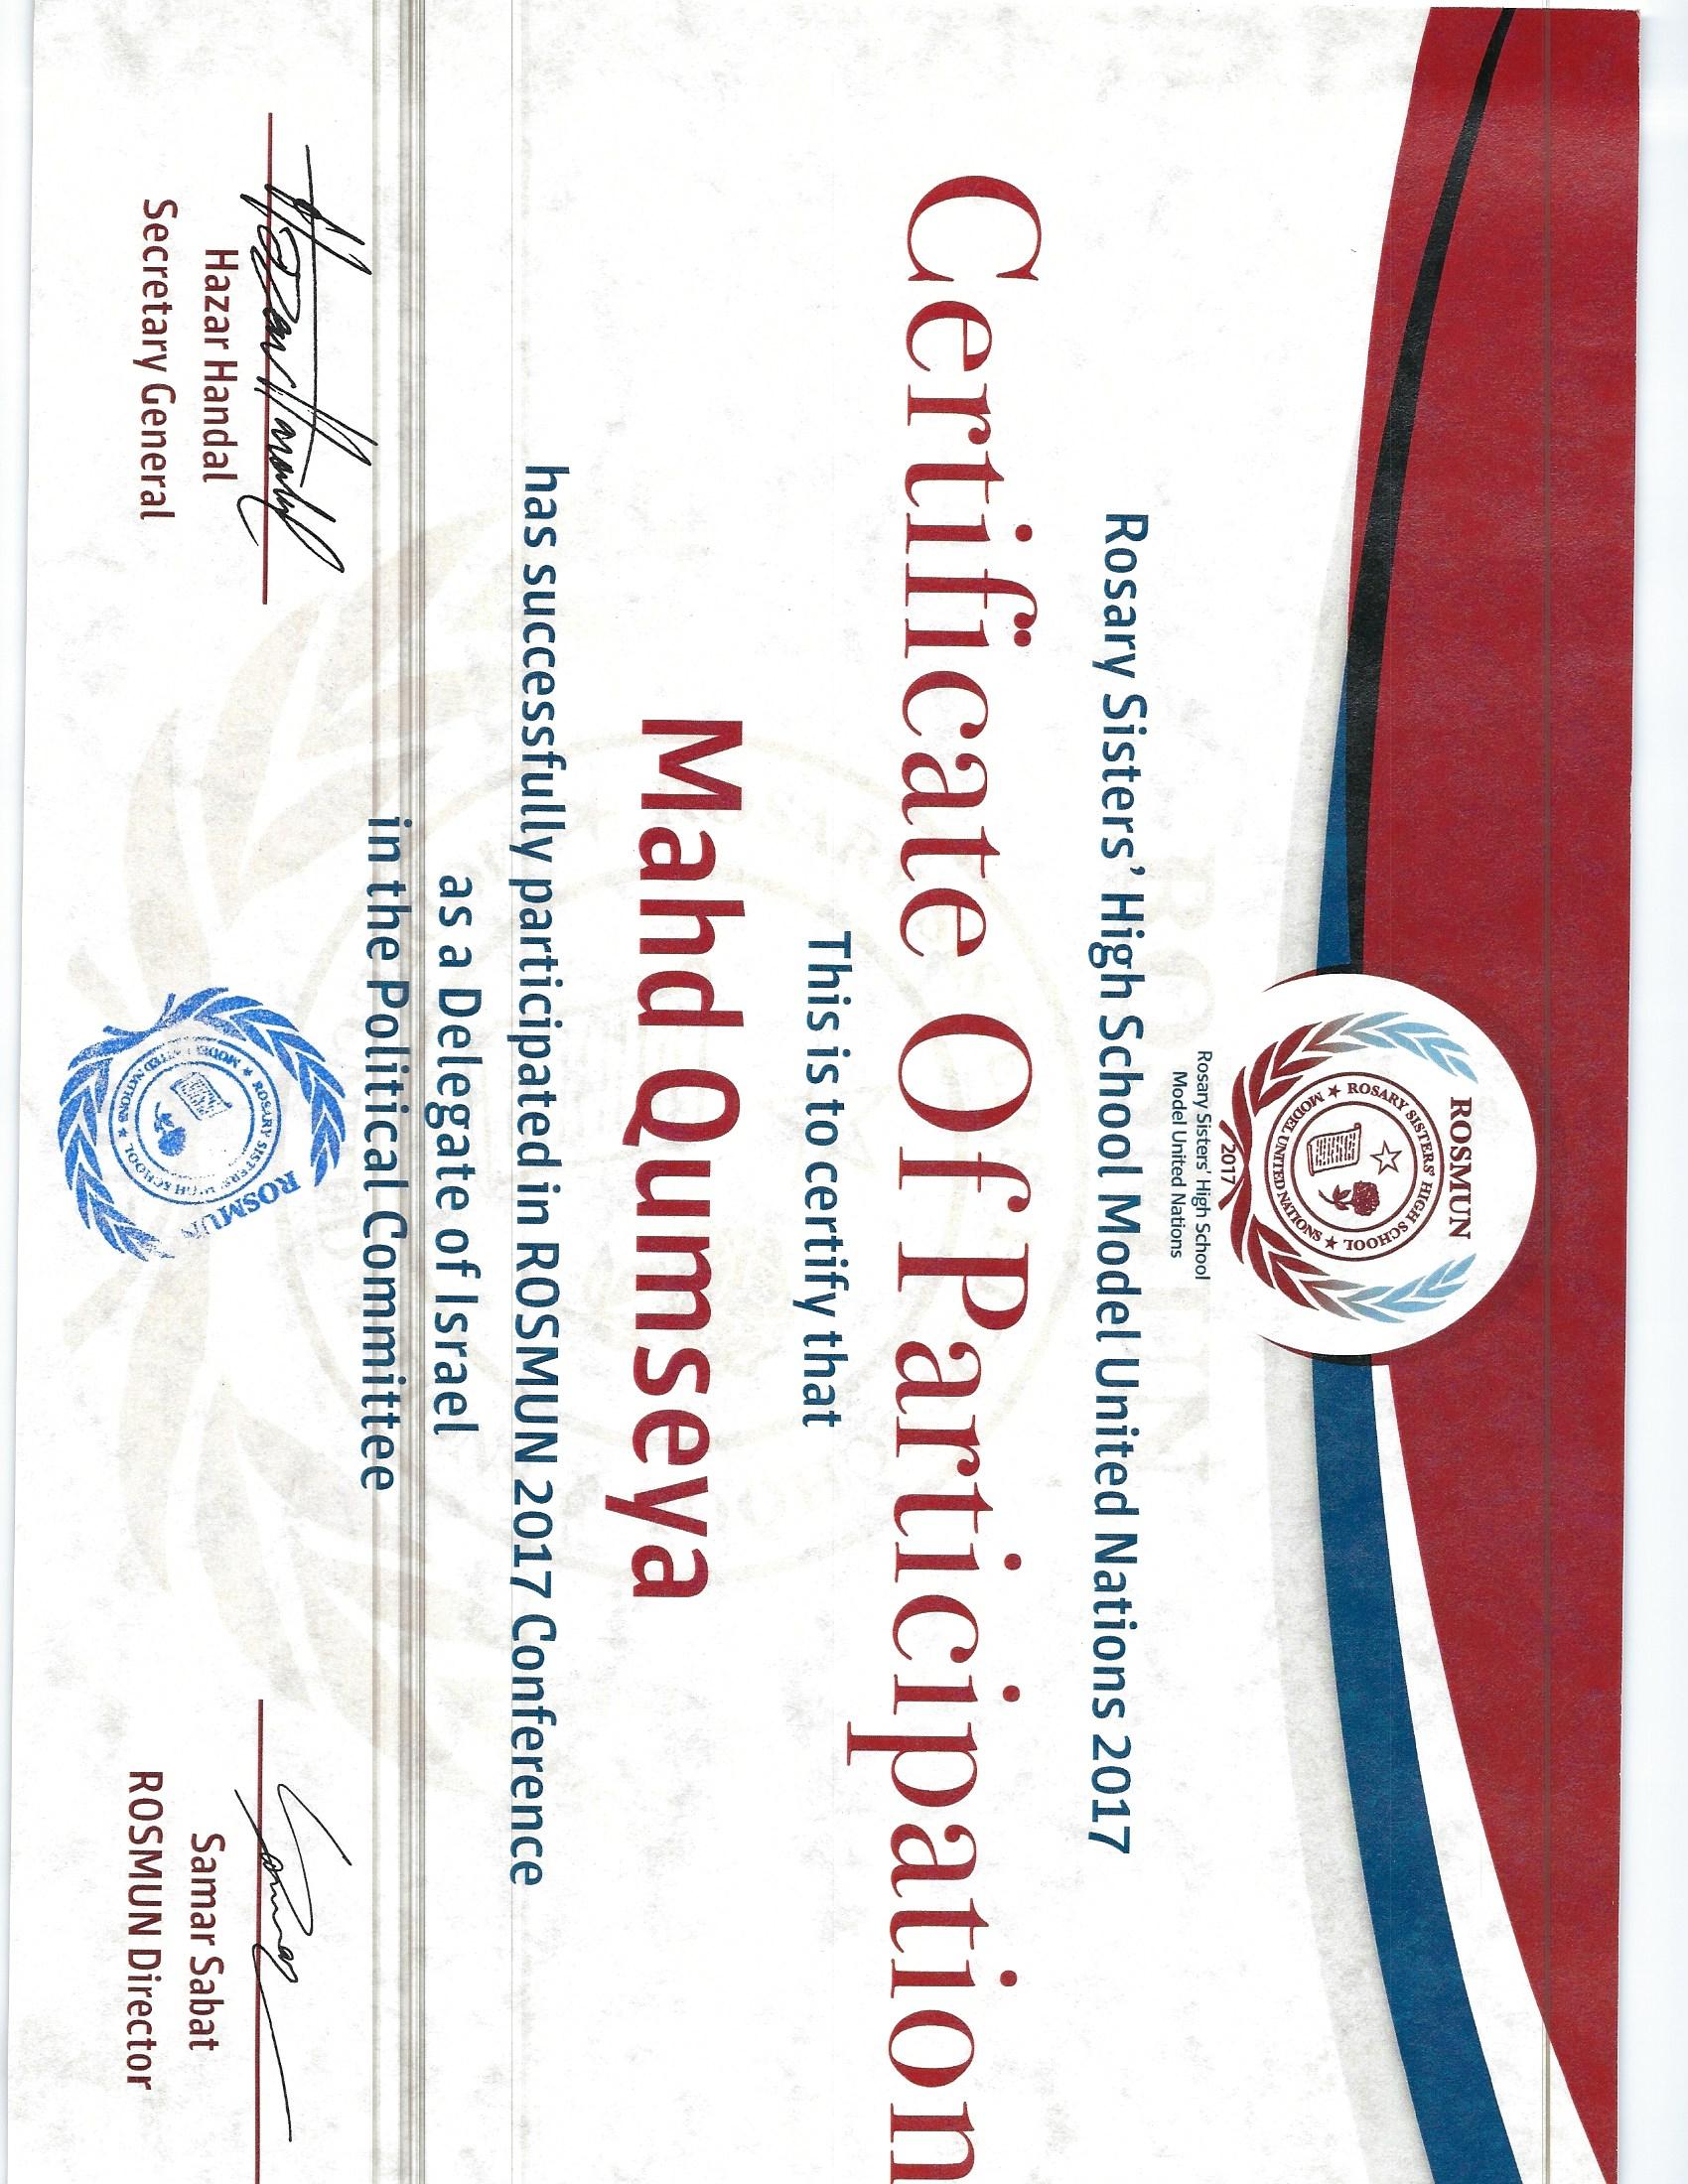 ROSMUN
★ ROSARY SISTERS' HIGH SCHOOL ★ MODEL UNITED NATIONS
2017
Rosary Sisters' High School
Model United Nations
Rosary Sisters' High School Model United Nations 2017
Certificate Of Participation
This is to certify that
Mahd Qumseya
has successfully participated in ROSMUN 2017 Conference
as a Delegate of Israel
in the Political Committee
Hazar Handal
Hazar Handal
Secretary General
ROSMUN
ROSARY SISTERS' HIGH SCHOOL ★ MODEL UNITED NATIONS ★
Samar
Samar Sabat
ROSMUN Director